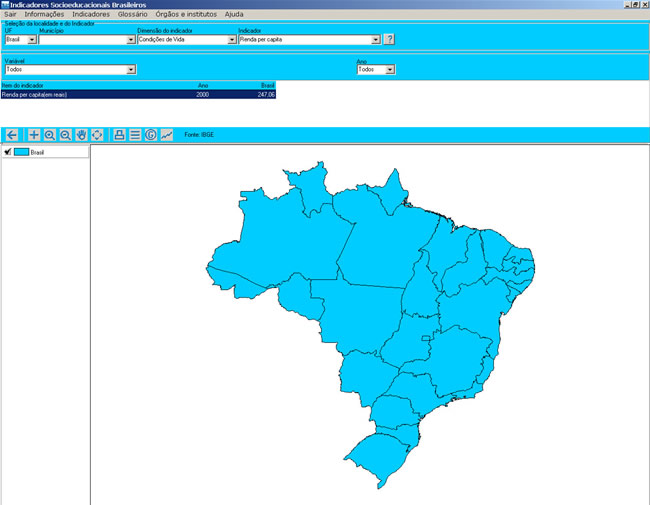 Indicadores Socioeducacionais Brasileiros
Sair Informações Indicadores Glossário Órgãos e institutos Ajuda
Seleção da localidade e do Indicador
UF Município Dimensão do indicador Indicador
Brasil Condições de Vida Renda per capita ?
Variável Ano
Todos Todos
Item do indicador Ano Brasil
Renda per capita(em reais) 2000 247,06
Fonte: IBGE
Brasil